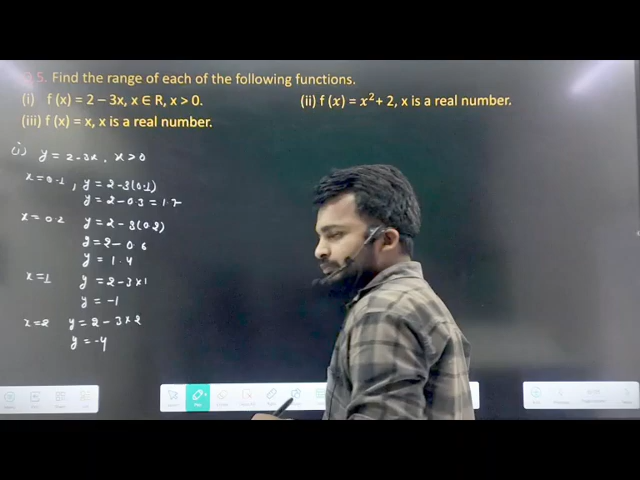 Q.5. Find the range of each of the following functions.
(i) f (x) = 2 – 3x, x ∈ R, x > 0.
(ii) f (x) = x²+ 2, x is a real number.
(iii) f (x) = x, x is a real number.
(i) y = 2-3x, x>0
x=0.1, y = 2-3(0.1)
y = 2-0.3 = 1.7
x=0.2 y = 2-3(0.2)
y=2-0.6
y = 1.4
x=1 y = 2-3×1
y = -1
x=2 y = 2-3×2
y = -4